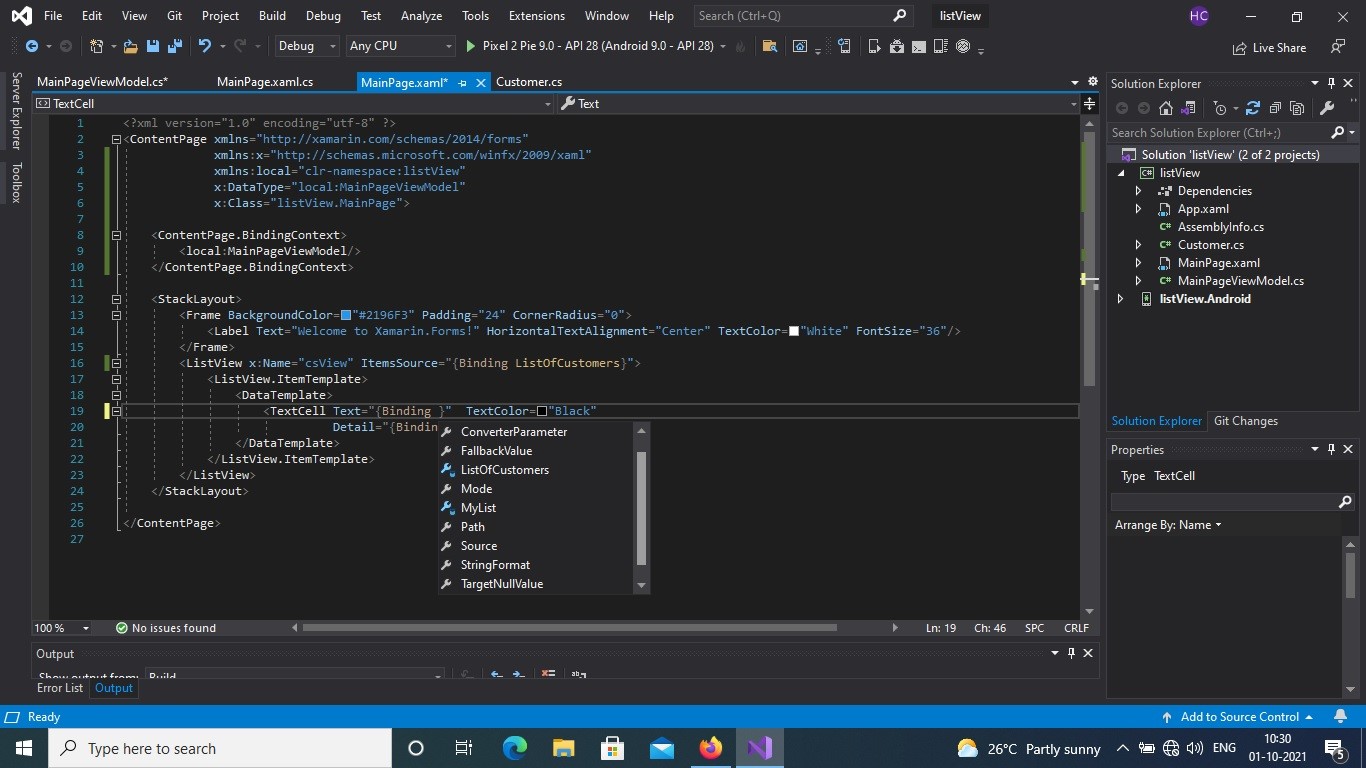 File Edit View Git Project Build Debug Test Analyze Tools Extensions Window Help Search (Ctrl+Q) listView HC
Debug Any CPU Pixel 2 Pie 9.0 - API 28 (Android 9.0 - API 28) Live Share
Server Explorer
Toolbox
MainPageViewModel.cs* MainPage.xaml.cs MainPage.xaml* Customer.cs
TextCell Text
1 <?xml version="1.0" encoding="utf-8" ?>
2 <ContentPage xmlns="http://xamarin.com/schemas/2014/forms"
3 xmlns:x="http://schemas.microsoft.com/winfx/2009/xaml"
4 xmlns:local="clr-namespace:listView"
5 x:DataType="local:MainPageViewModel"
6 x:Class="listView.MainPage">
7
8 <ContentPage.BindingContext>
9 <local:MainPageViewModel/>
10 </ContentPage.BindingContext>
11
12 <StackLayout>
13 <Frame BackgroundColor="#2196F3" Padding="24" CornerRadius="0">
14 <Label Text="Welcome to Xamarin.Forms!" HorizontalTextAlignment="Center" TextColor="White" FontSize="36"/>
15 </Frame>
16 <ListView x:Name="csView" ItemsSource="{Binding ListOfCustomers}">
17 <ListView.ItemTemplate>
18 <DataTemplate>
19 <TextCell Text="{Binding }" TextColor="Black"
20 Detail="{Bindin
21 </DataTemplate>
22 </ListView.ItemTemplate>
23 </ListView>
24 </StackLayout>
25
26 </ContentPage>
27
ConverterParameter
FallbackValue
ListOfCustomers
Mode
MyList
Path
Source
StringFormat
TargetNullValue
100 % No issues found Ln: 19 Ch: 46 SPC CRLF
Output
Show output from: Build
Error List Output
Solution Explorer
Search Solution Explorer (Ctrl+;)
Solution 'listView' (2 of 2 projects)
listView
Dependencies
App.xaml
AssemblyInfo.cs
Customer.cs
MainPage.xaml
MainPageViewModel.cs
listView.Android
Solution Explorer Git Changes
Properties
Type TextCell
Arrange By: Name
Ready Add to Source Control
Type here to search 26°C Partly sunny ENG 10:30
01-10-2021 5